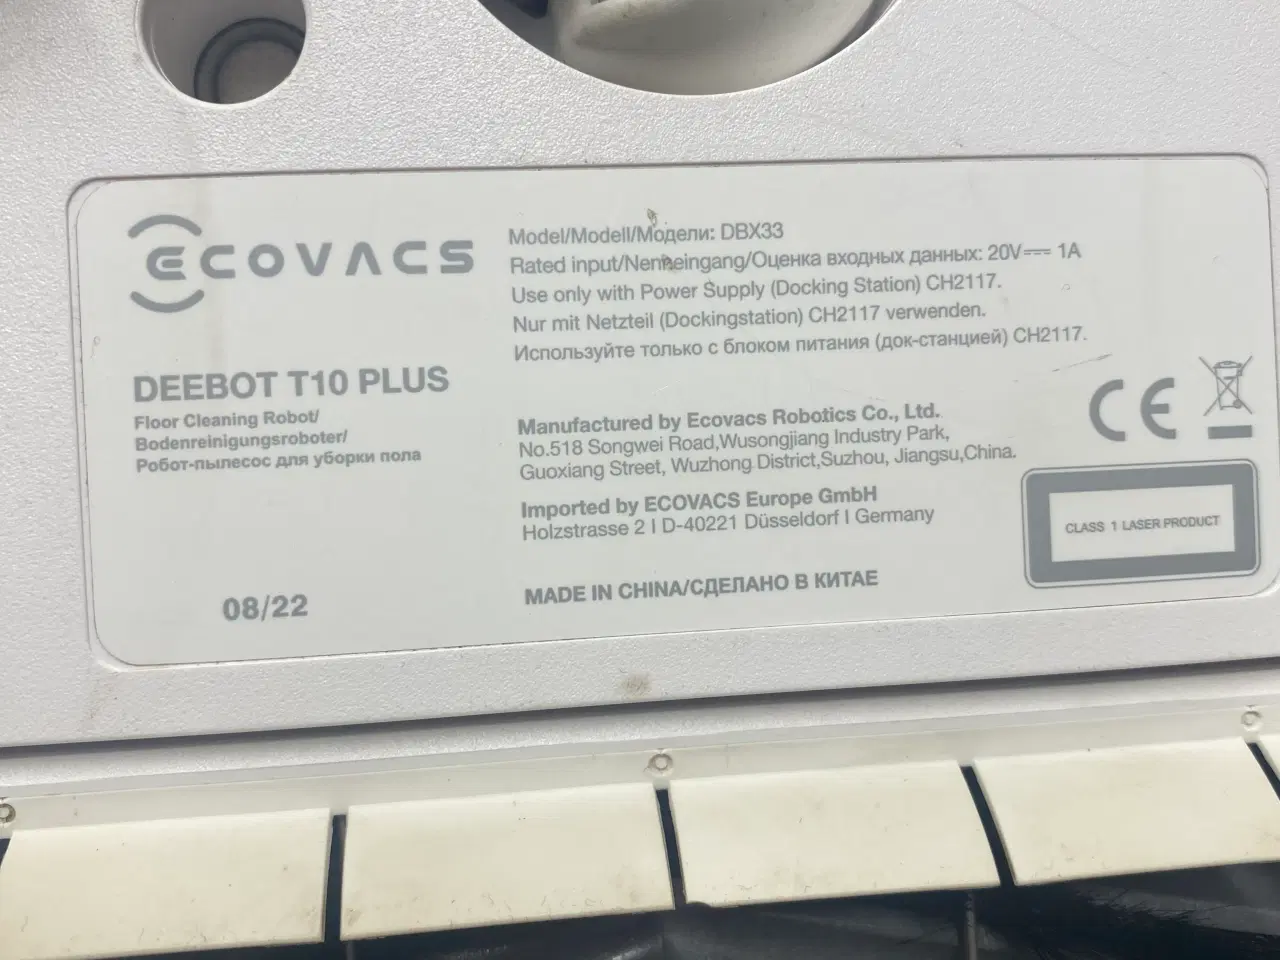 ECOVACS
DEEBOT T10 PLUS
Floor Cleaning Robot/
Bodenreinigungsroboter/
Робот-пылесос для уборки пола
08/22
Model/Modell/Модели: DBX33
Rated input/Nenneingang/Оценка входных данных: 20V⎓ 1A
Use only with Power Supply (Docking Station) CH2117.
Nur mit Netzteil (Dockingstation) CH2117 verwenden.
Используйте только с блоком питания (док-станцией) CH2117.
Manufactured by Ecovacs Robotics Co., Ltd.
No.518 Songwei Road,Wusongjiang Industry Park,
Guoxiang Street, Wuzhong District,Suzhou, Jiangsu,China.
Imported by ECOVACS Europe GmbH
Holzstrasse 2 I D-40221 Düsseldorf I Germany
MADE IN CHINA/СДЕЛАНО В КИТАЕ
CE
CLASS 1 LASER PRODUCT